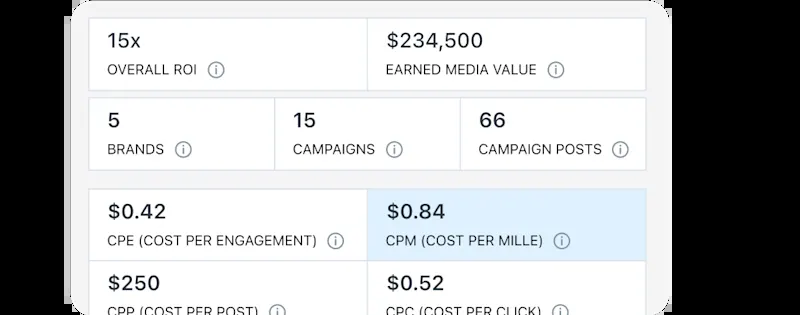 15x
OVERALL ROI
$234,500
EARNED MEDIA VALUE
5
BRANDS
15
CAMPAIGNS
66
CAMPAIGN POSTS
$0.42
CPE (COST PER ENGAGEMENT)
$0.84
CPM (COST PER MILLE)
$250
CPP (COST PER POST)
$0.52
CPC (COST PER CLICK)